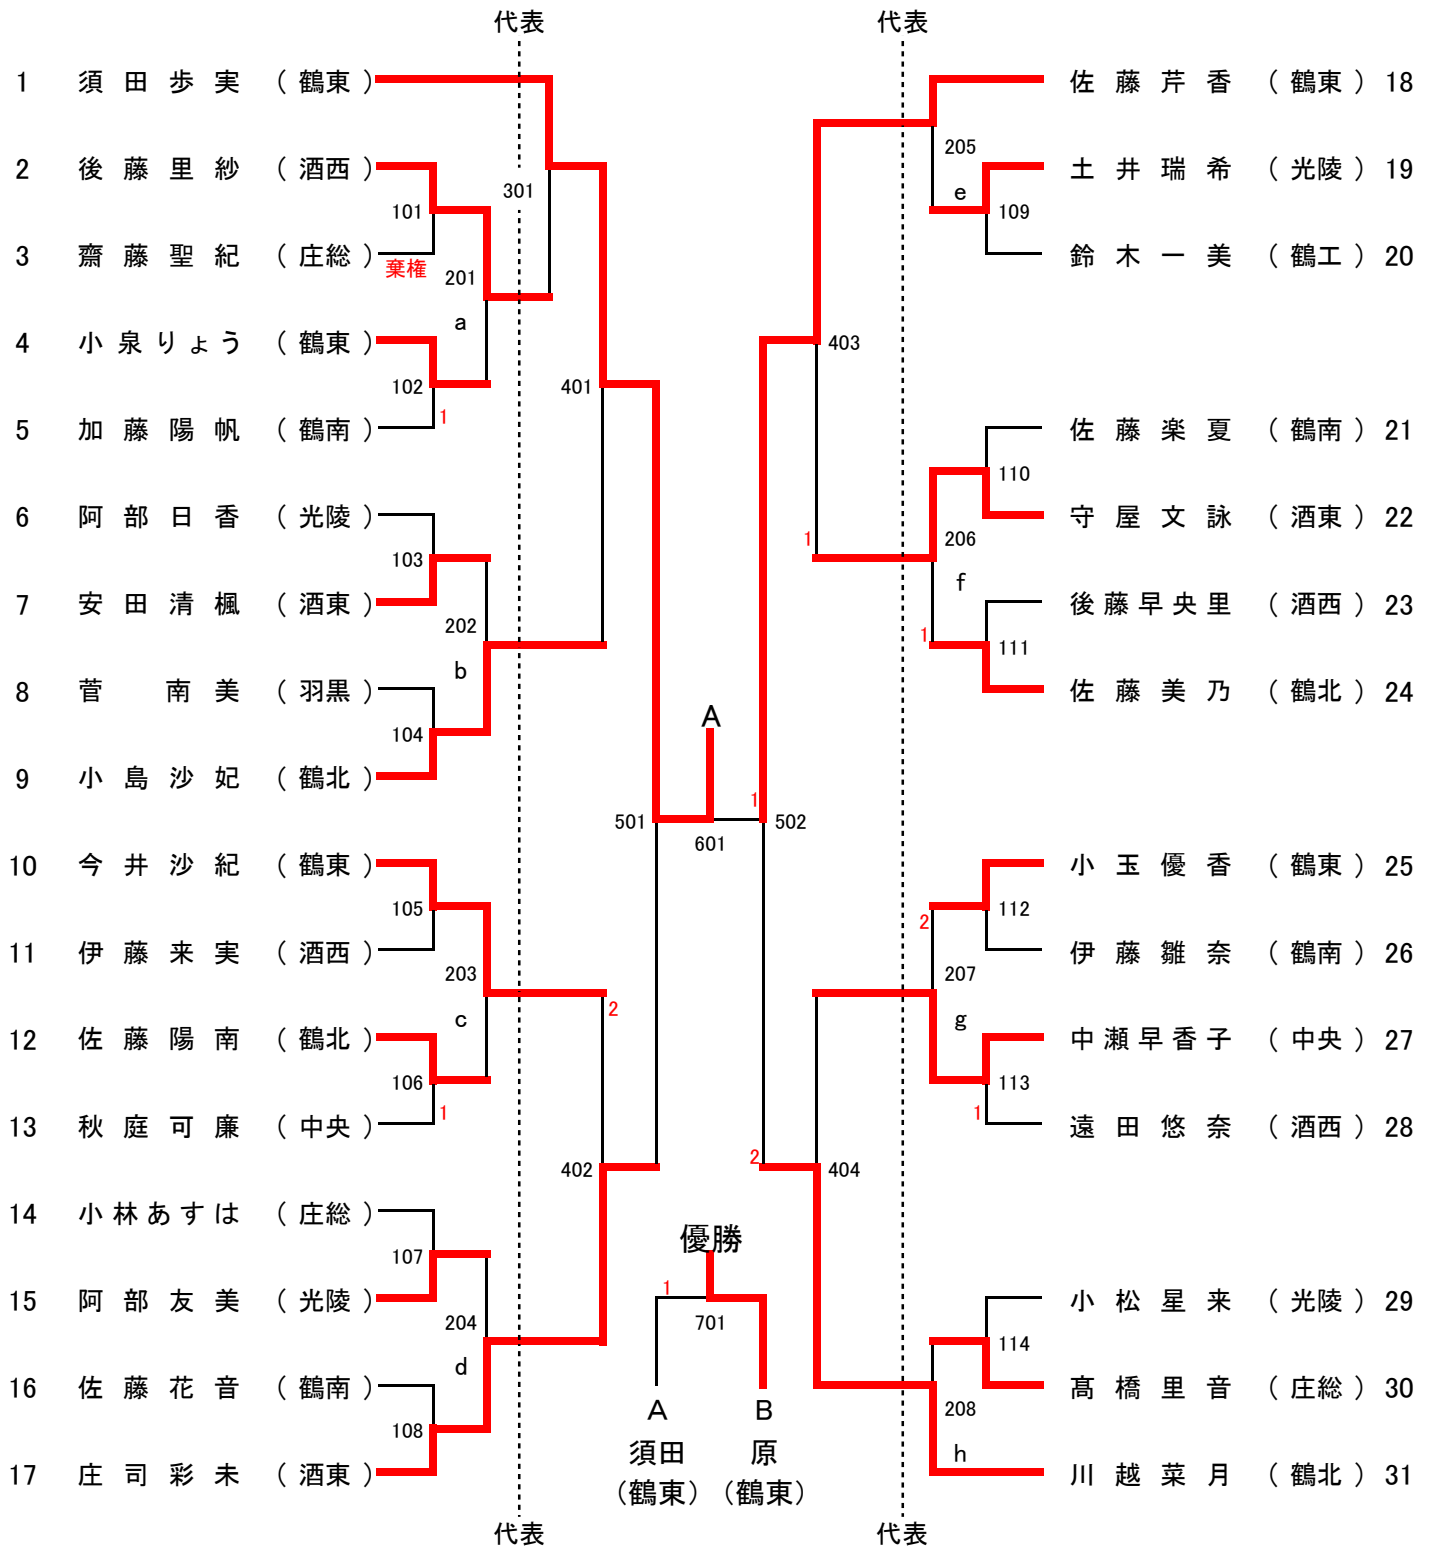 代表
代表
1 須田歩実 (鶴東)
2 後藤里紗 (酒西)
101
301
3 齋藤聖紀 (庄総)
棄権
201
a
4 小泉りょう (鶴東)
102
1
401
5 加藤陽帆 (鶴南)
6 阿部日香 (光陵)
103
7 安田清楓 (酒東)
202
b
8 菅南美 (羽黒)
104
9 小島沙妃 (鶴北)
501
10 今井沙紀 (鶴東)
105
11 伊藤来実 (酒西)
203
c
2
12 佐藤陽南 (鶴北)
106
1
13 秋庭可廉 (中央)
402
14 小林あすは (庄総)
107
15 阿部友美 (光陵)
204
d
16 佐藤花音 (鶴南)
108
17 庄司彩未 (酒東)
A
601
優勝
1
701
A B
須田 原
(鶴東) (鶴東)
佐藤芹香 (鶴東) 18
205
e
土井瑞希 (光陵) 19
109
鈴木一美 (鶴工) 20
403
佐藤楽夏 (鶴南) 21
110
守屋文詠 (酒東) 22
1
206
f
後藤早央里 (酒西) 23
1
111
佐藤美乃 (鶴北) 24
1
502
小玉優香 (鶴東) 25
2
112
伊藤雛奈 (鶴南) 26
207
g
中瀬早香子 (中央) 27
113
1
遠田悠奈 (酒西) 28
2
404
小松星来 (光陵) 29
114
髙橋里音 (庄総) 30
208
h
川越菜月 (鶴北) 31
代表
代表